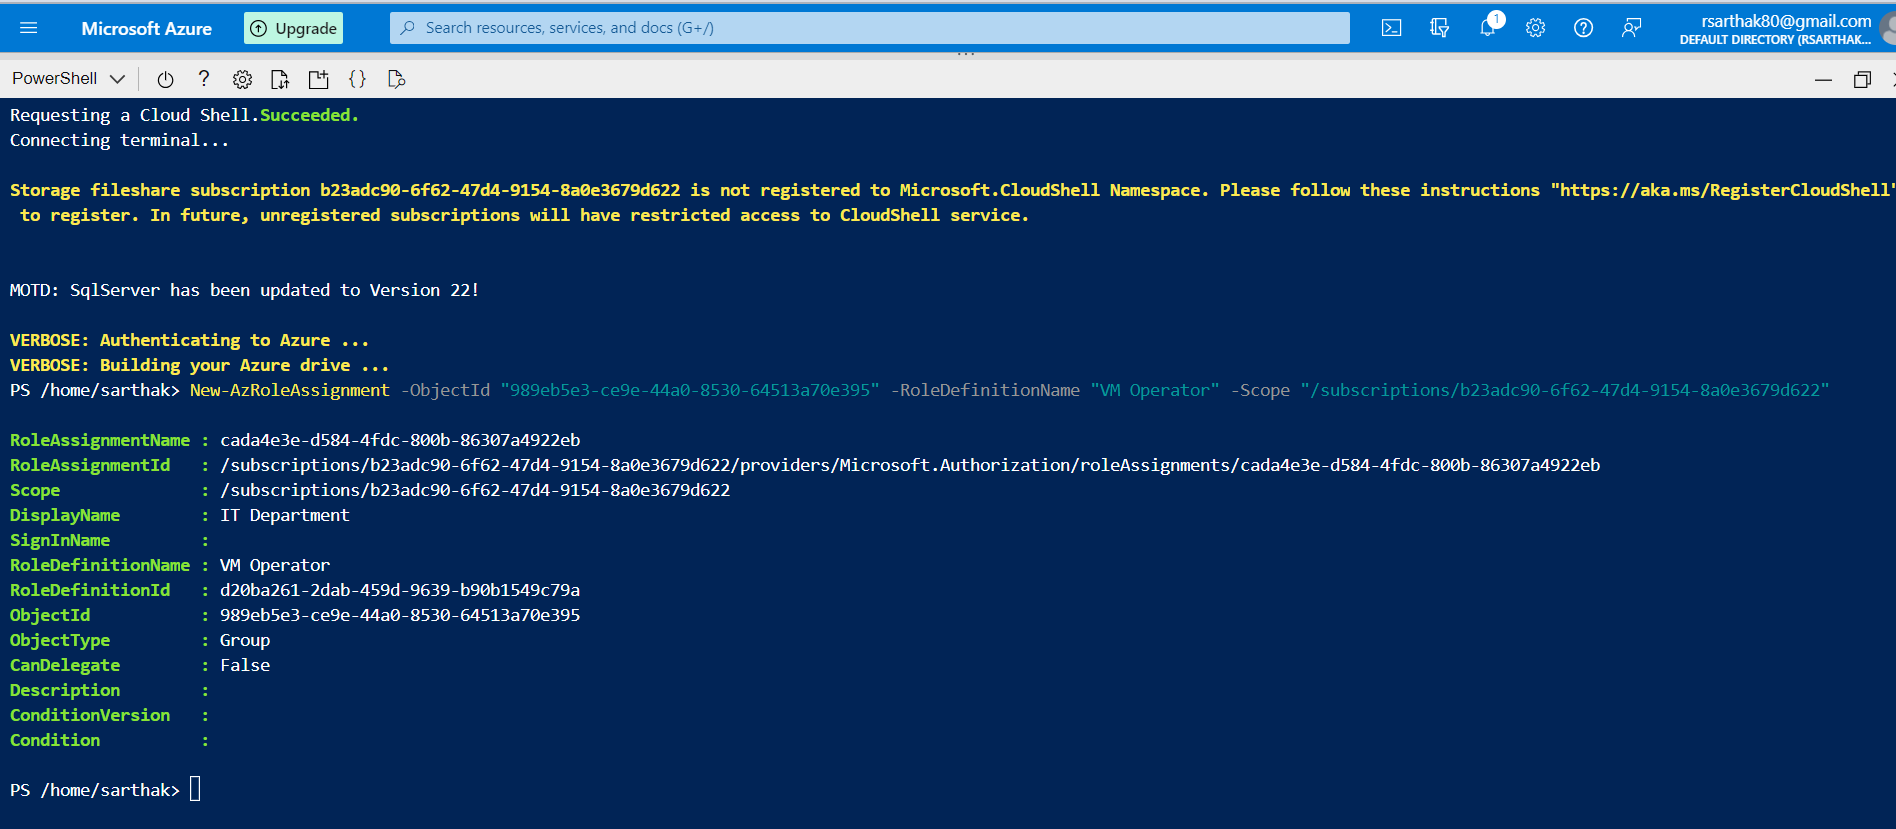 Microsoft Azure
Upgrade
Search resources, services, and docs (G+/)
1
rsarthak80@gmail.com
DEFAULT DIRECTORY (RSARTHAK...
PowerShell
Requesting a Cloud Shell.Succeeded.
Connecting terminal...
Storage fileshare subscription b23adc90-6f62-47d4-9154-8a0e3679d622 is not registered to Microsoft.CloudShell Namespace. Please follow these instructions "https://aka.ms/RegisterCloudShell"
to register. In future, unregistered subscriptions will have restricted access to CloudShell service.
MOTD: SqlServer has been updated to Version 22!
VERBOSE: Authenticating to Azure ...
VERBOSE: Building your Azure drive ...
PS /home/sarthak> New-AzRoleAssignment -ObjectId "989eb5e3-ce9e-44a0-8530-64513a70e395" -RoleDefinitionName "VM Operator" -Scope "/subscriptions/b23adc90-6f62-47d4-9154-8a0e3679d622"
RoleAssignmentName : cada4e3e-d584-4fdc-800b-86307a4922eb
RoleAssignmentId : /subscriptions/b23adc90-6f62-47d4-9154-8a0e3679d622/providers/Microsoft.Authorization/roleAssignments/cada4e3e-d584-4fdc-800b-86307a4922eb
Scope : /subscriptions/b23adc90-6f62-47d4-9154-8a0e3679d622
DisplayName : IT Department
SignInName :
RoleDefinitionName : VM Operator
RoleDefinitionId : d20ba261-2dab-459d-9639-b90b1549c79a
ObjectId : 989eb5e3-ce9e-44a0-8530-64513a70e395
ObjectType : Group
CanDelegate : False
Description :
ConditionVersion :
Condition :
PS /home/sarthak>